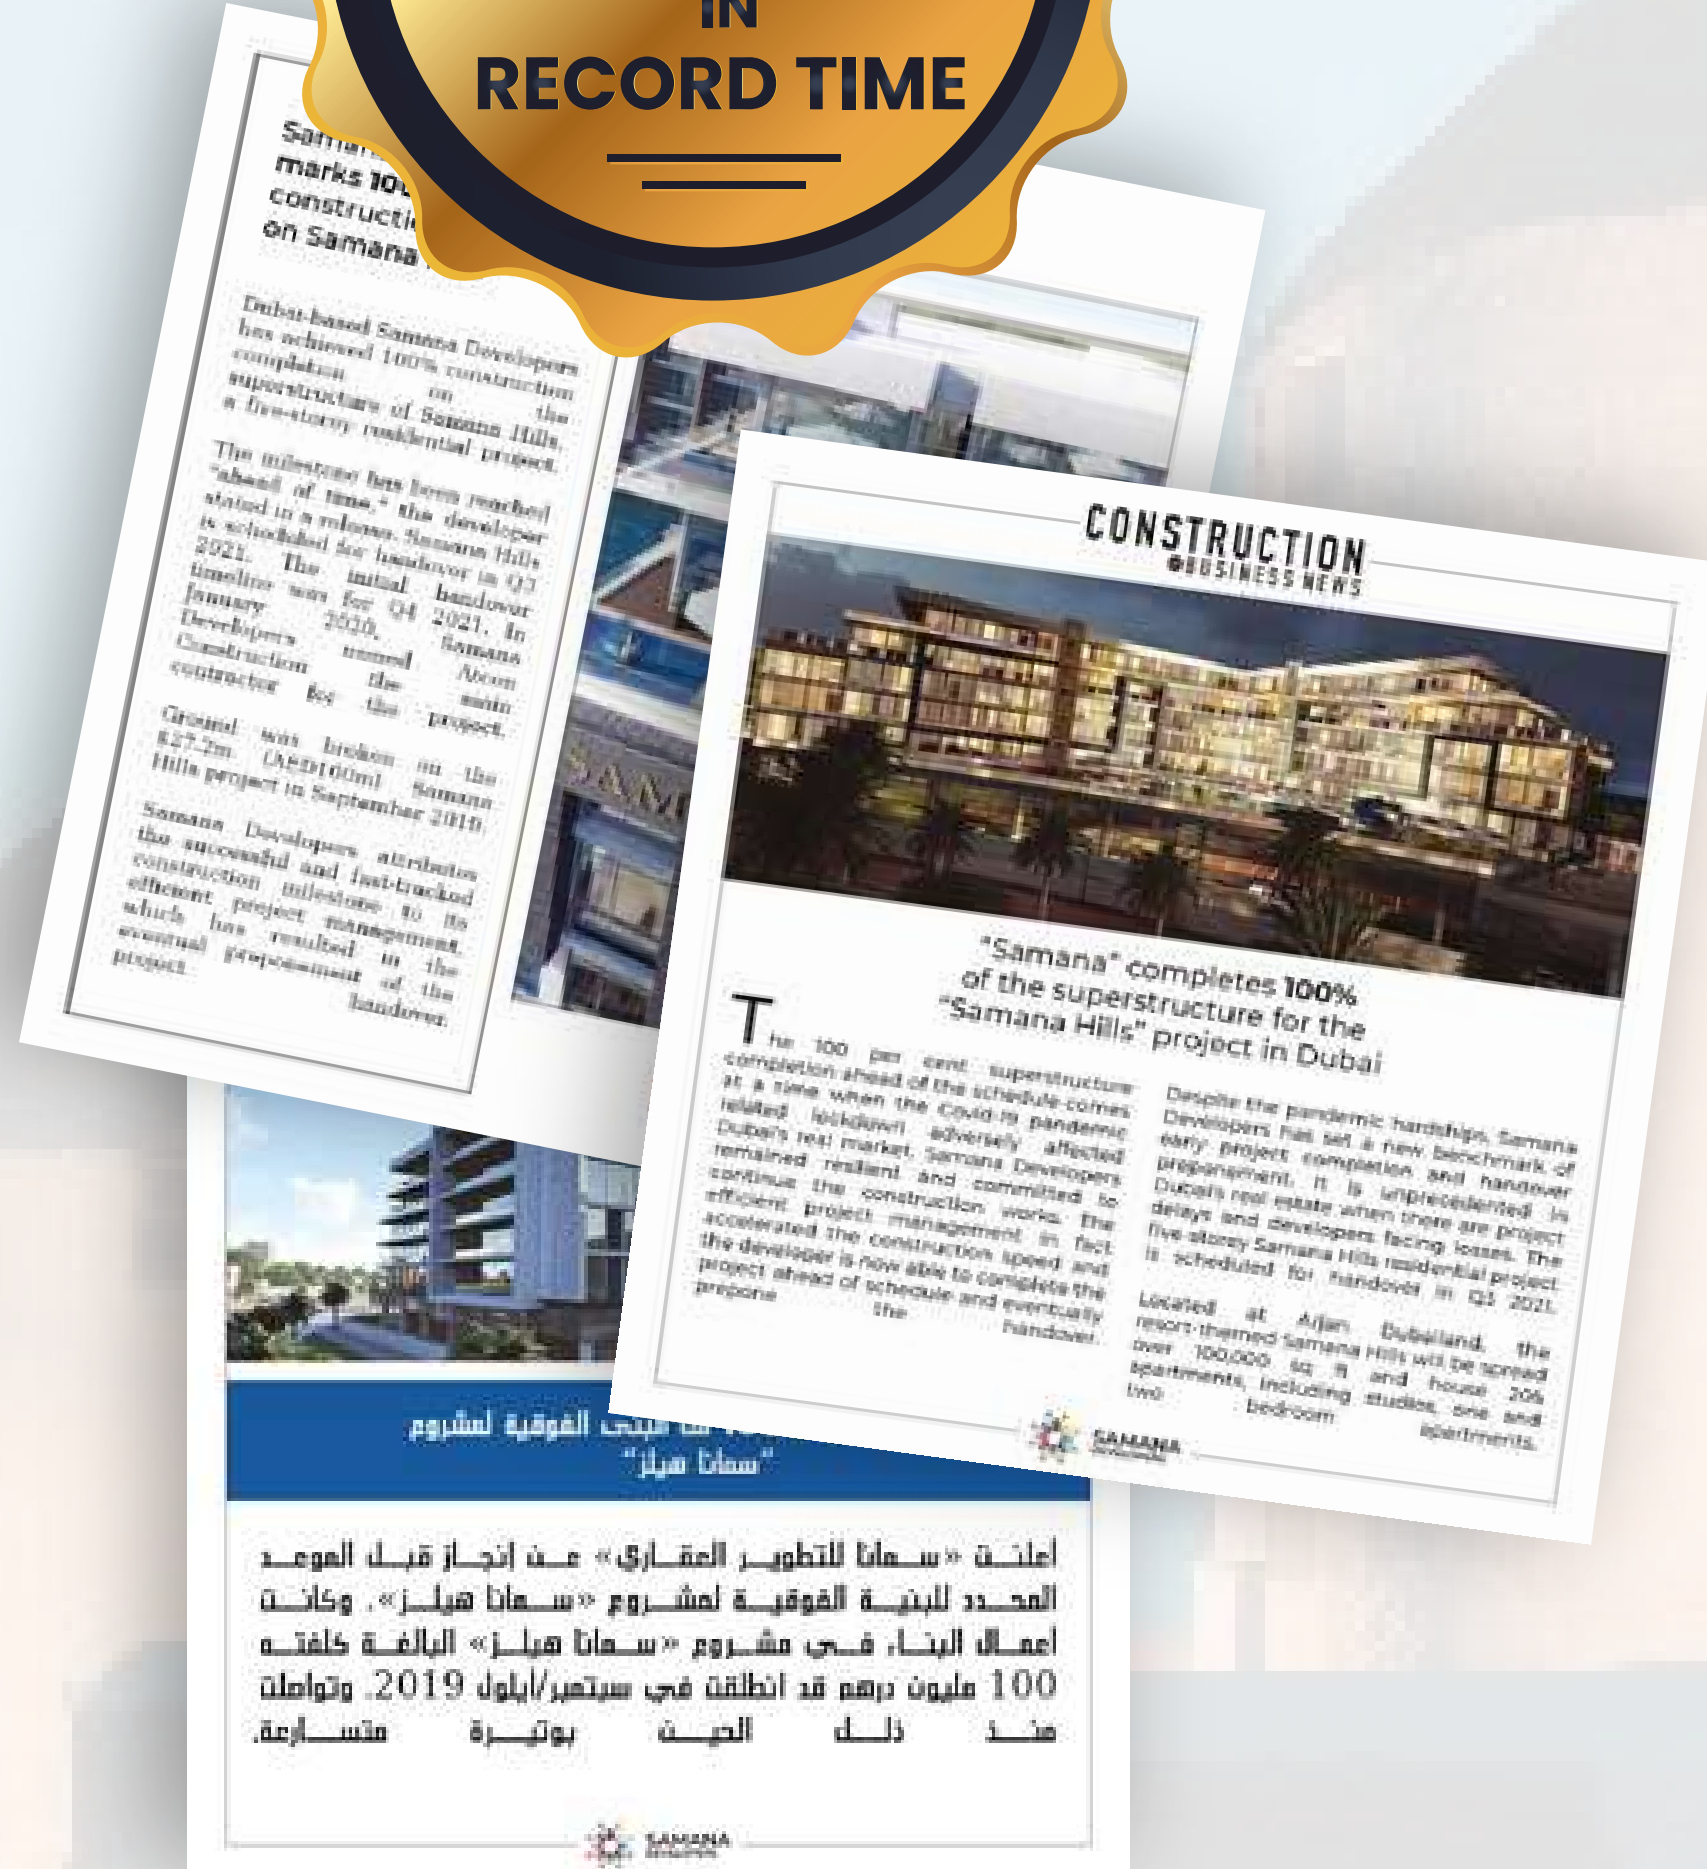 IN
RECORD TIME
marks 100
on Samana
Dubai-based Samana Developers
has achieved 100% construction
completion on the
superstructure of Samana Hills,
a five-storey residential project.
The milestone has been reached
"ahead of time," the developer
stated in a release. Samana Hills
is scheduled for handover in Q3
2021. The initial handover
timeline was for Q4 2021. In
January 2020, Samana
Developers named Atcon
Construction the main
contractor for the project.
Ground was broken on the
$27.2m (AED100m) Samana
Hills project in September 2019.
Samana Developers attributes
the successful and fast-tracked
construction milestone to its
efficient project management,
which has resulted in the
eventual preponement of the
project handover.
SAM
CONSTRUCTION
BUSINESS NEWS
"Samana" completes 100%
of the superstructure for the
"Samana Hills" project in Dubai
The 100 per cent superstructure
completion ahead of the schedule comes
at a time when the Covid-19 pandemic
related lockdown adversely affected
Dubai's real market. Samana Developers
remained resilient and committed to
continue the construction works. The
efficient project management in fact
accelerated the construction speed and
the developer is now able to complete the
project ahead of schedule and eventually
prepone the handover.
Despite the pandemic hardships, Samana
Developers has set a new benchmark of
early project completion and handover
preponement. It is unprecedented in
Dubai's real estate when there are project
delays and developers facing losses. The
five-storey Samana Hills residential project
is scheduled for handover in Q3 2021.
Located at Arjan, Dubailand, the
resort-themed Samana Hills will be spread
over 100,000 sq ft and house 206
apartments, including studios, one and
two bedroom apartments.
SAMANA
البنى الفوقية لمشروع
"سمانا هيلز"
أعلنت «سمانا للتطوير العقاري» عن إنجاز قبل الموعد
المحدد للبنية الفوقية لمشروع «سمانا هيلز». وكانت
أعمال البناء في مشروع «سمانا هيلز» البالغة كلفته
100 مليون درهم قد انطلقت في سبتمبر/أيلول 2019. وتواصلت
منذ ذلك الحين بوتيرة متسارعة.
SAMANA